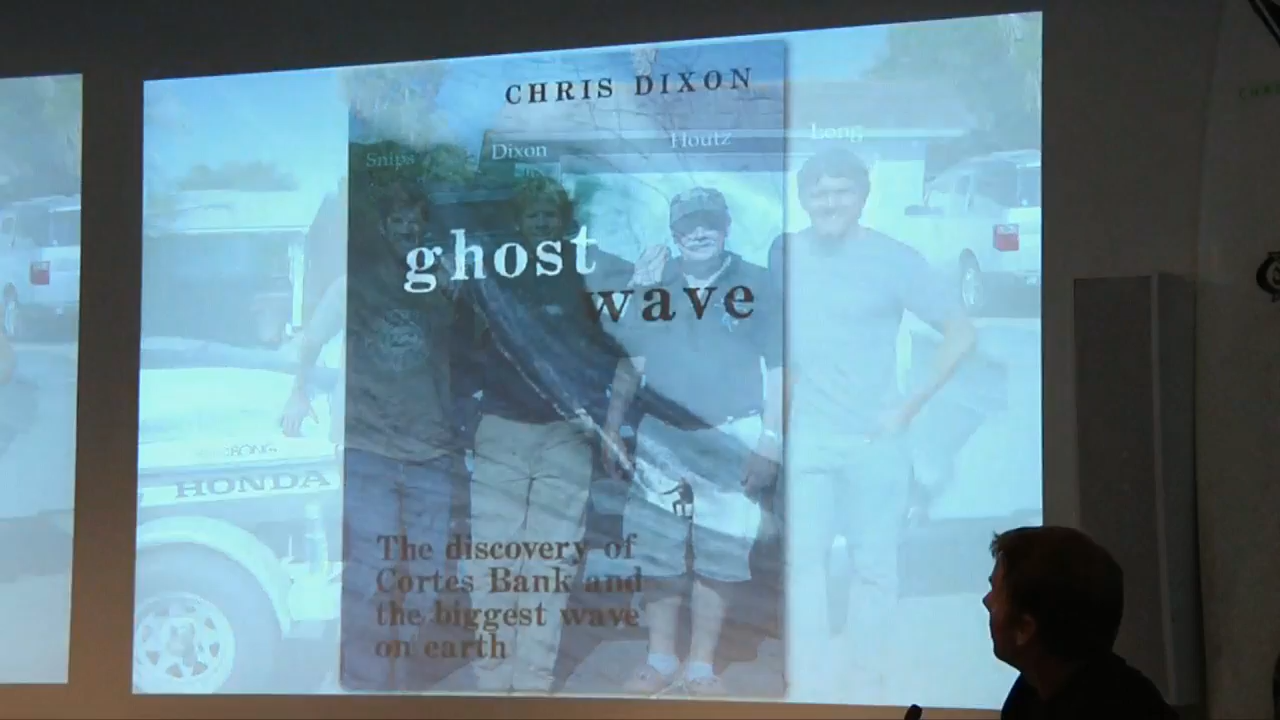 CHRIS DIXON
Snips Dixon Houtz Long
ghost
wave
HONDA
The discovery of
Cortes Bank and
the biggest wave
on earth